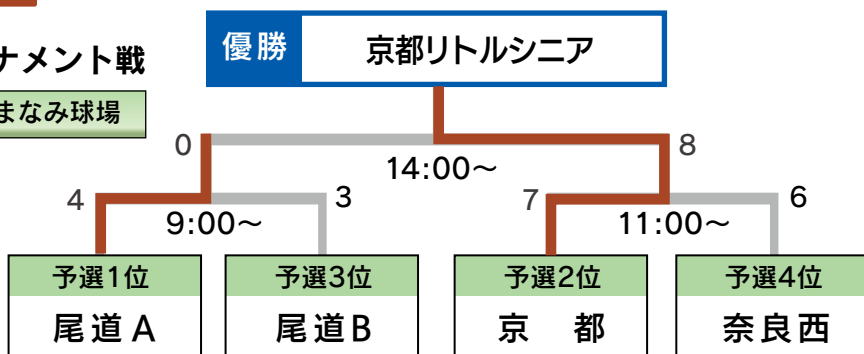 優勝 京都リトルシニア
ナメント戦
まなみ球場
0 8
14:00〜
4 3 7 6
9:00〜 11:00〜
予選1位 予選3位 予選2位 予選4位
尾道A 尾道B 京 都 奈良西